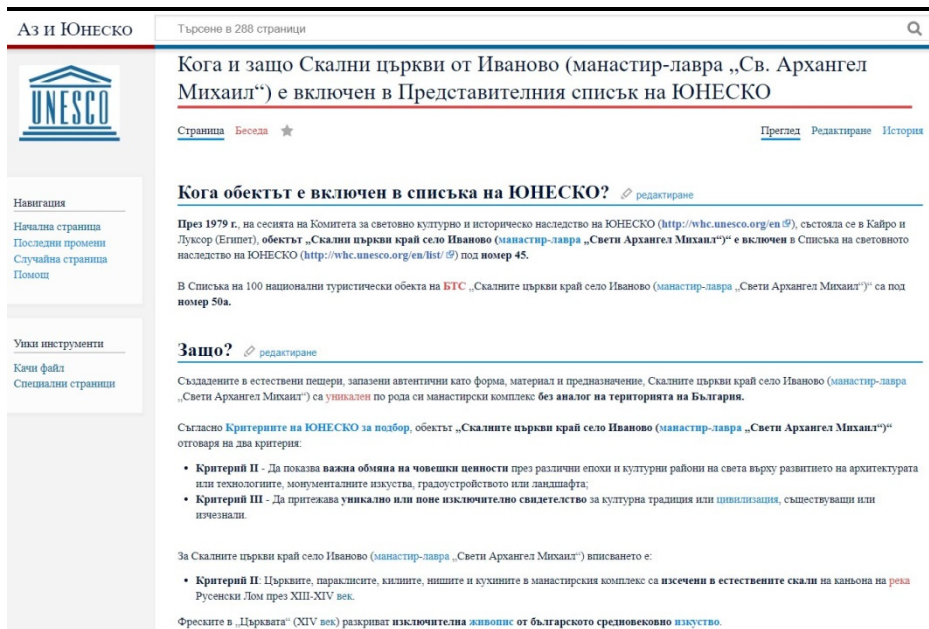 Аз и Юнеско
Търсене в 288 страници
UNESCO
Кога и защо Скални църкви от Иваново (манастир-лавра „Св. Архангел
Михаил“) е включен в Представителния списък на ЮНЕСКО
Страница Беседа
Преглед Редактиране История
Навигация
Начална страница
Последни промени
Случайна страница
Помощ
Уики инструменти
Качи файл
Специални страници
Кога обектът е включен в списъка на ЮНЕСКО? редактиране
През 1979 г., на сесията на Комитета за световно културно и историческо наследство на ЮНЕСКО (http://whc.unesco.org/en), състояла се в Кайро и
Луксор (Египет), обектът „Скални църкви край село Иваново (манастир-лавра „Свети Архангел Михаил“)“ е включен в Списъка на световното
наследство на ЮНЕСКО (http://whc.unesco.org/en/list/) под номер 45.
В Списъка на 100 национални туристически обекта на БТС „Скалните църкви край село Иваново (манастир-лавра „Свети Архангел Михаил“)“ са под
номер 50а.
Защо? редактиране
Създадените в естествени пещери, запазени автентични като форма, материал и предназначение, Скалните църкви край село Иваново (манастир-лавра
„Свети Архангел Михаил“) са уникален по рода си манастирски комплекс без аналог на територията на България.
Съгласно Критериите на ЮНЕСКО за подбор, обектът „Скалните църкви край село Иваново (манастир-лавра „Свети Архангел Михаил“)“
отговаря на два критерия:
• Критерий II - Да показва важна обмяна на човешки ценности през различни епохи и културни райони на света върху развитието на архитектурата
или технологиите, монументалните изкуства, градоустройството или ландшафта;
• Критерий III - Да притежава уникално или поне изключително свидетелство за културна традиция или цивилизация, съществуващи или
изчезнали.
За Скалните църкви край село Иваново (манастир-лавра „Свети Архангел Михаил“) вписването е:
• Критерий II: Църквите, параклисите, килиите, нишите и кухините в манастирския комплекс са изсечени в естествените скали на каньона на река
Русенски Лом през XIII-XIV век.
Фреските в „Църквата“ (XIV век) разкриват изключителна живопис от българското средновековно изкуство.